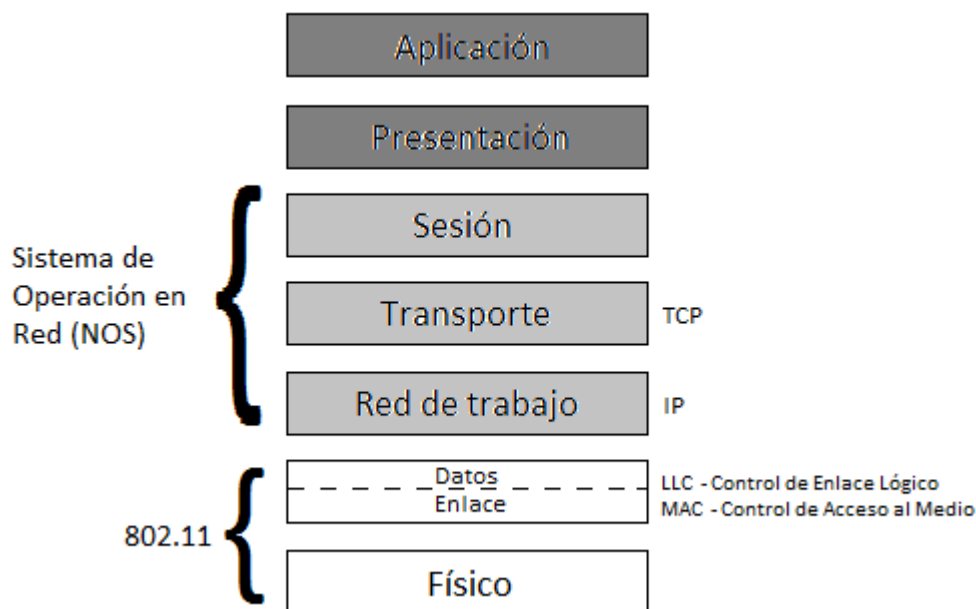 Aplicación
Presentación
Sesión
Sistema de
Operación en
Red (NOS)
Transporte
TCP
Red de trabajo
IP
Datos
Enlace
LLC - Control de Enlace Lógico
MAC - Control de Acceso al Medio
802.11
Físico